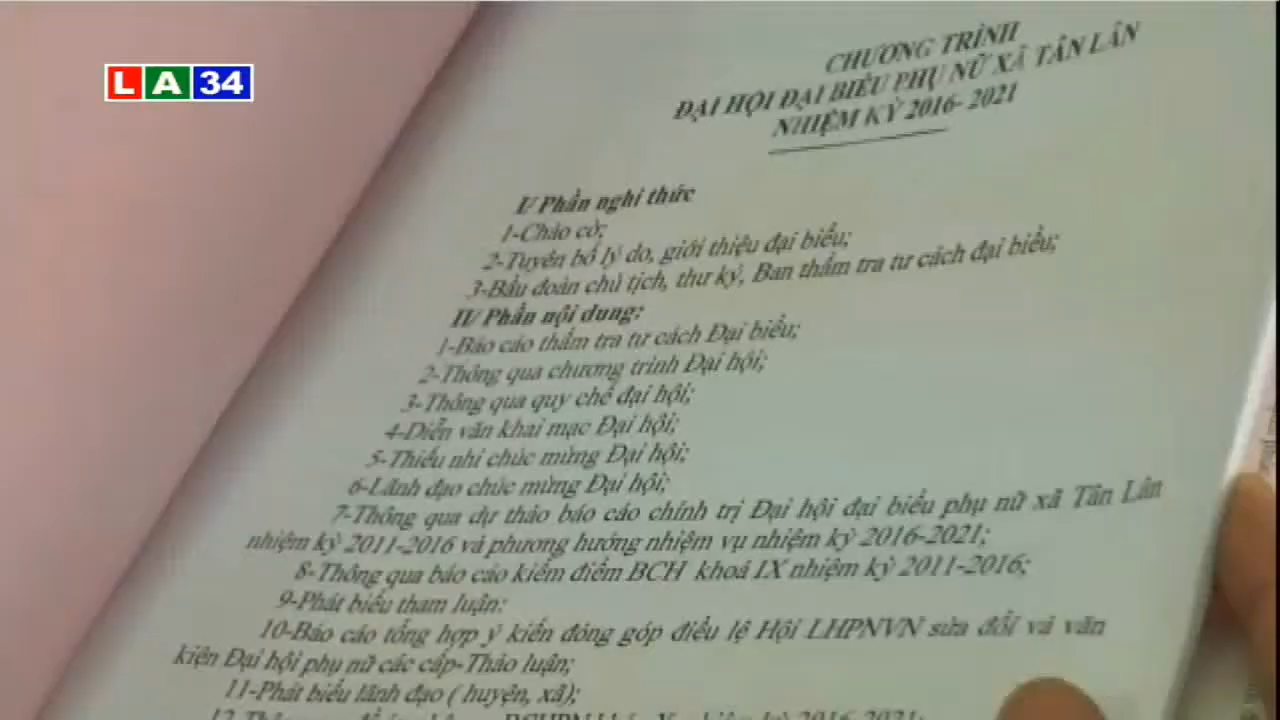 LA34
CHƯƠNG TRÌNH
ĐẠI HỘI ĐẠI BIỂU PHỤ NỮ XÃ TÂN LÂN
NHIỆM KỲ 2016- 2021
I/ Phần nghi thức
1-Chào cờ;
2-Tuyên bố lý do, giới thiệu đại biểu;
3-Bầu đoàn chủ tịch, thư ký, Ban thẩm tra tư cách đại biểu;
II/ Phần nội dung:
1-Báo cáo thẩm tra tư cách Đại biểu;
2-Thông qua chương trình Đại hội;
3-Thông qua quy chế đại hội;
4-Diễn văn khai mạc Đại hội;
5-Thiếu nhi chúc mừng Đại hội;
6-Lãnh đạo chúc mừng Đại hội;
7-Thông qua dự thảo báo cáo chính trị Đại hội đại biểu phụ nữ xã Tân Lân
nhiệm kỳ 2011-2016 và phương hướng nhiệm vụ nhiệm kỳ 2016-2021;
8-Thông qua báo cáo kiểm điểm BCH khoá IX nhiệm kỳ 2011-2016;
9-Phát biểu tham luận:
10-Báo cáo tổng hợp ý kiến đóng góp điều lệ Hội LHPNVN sửa đổi và văn
kiện Đại hội phụ nữ các cấp-Thảo luận;
11-Phát biểu lãnh đạo ( huyện, xã);